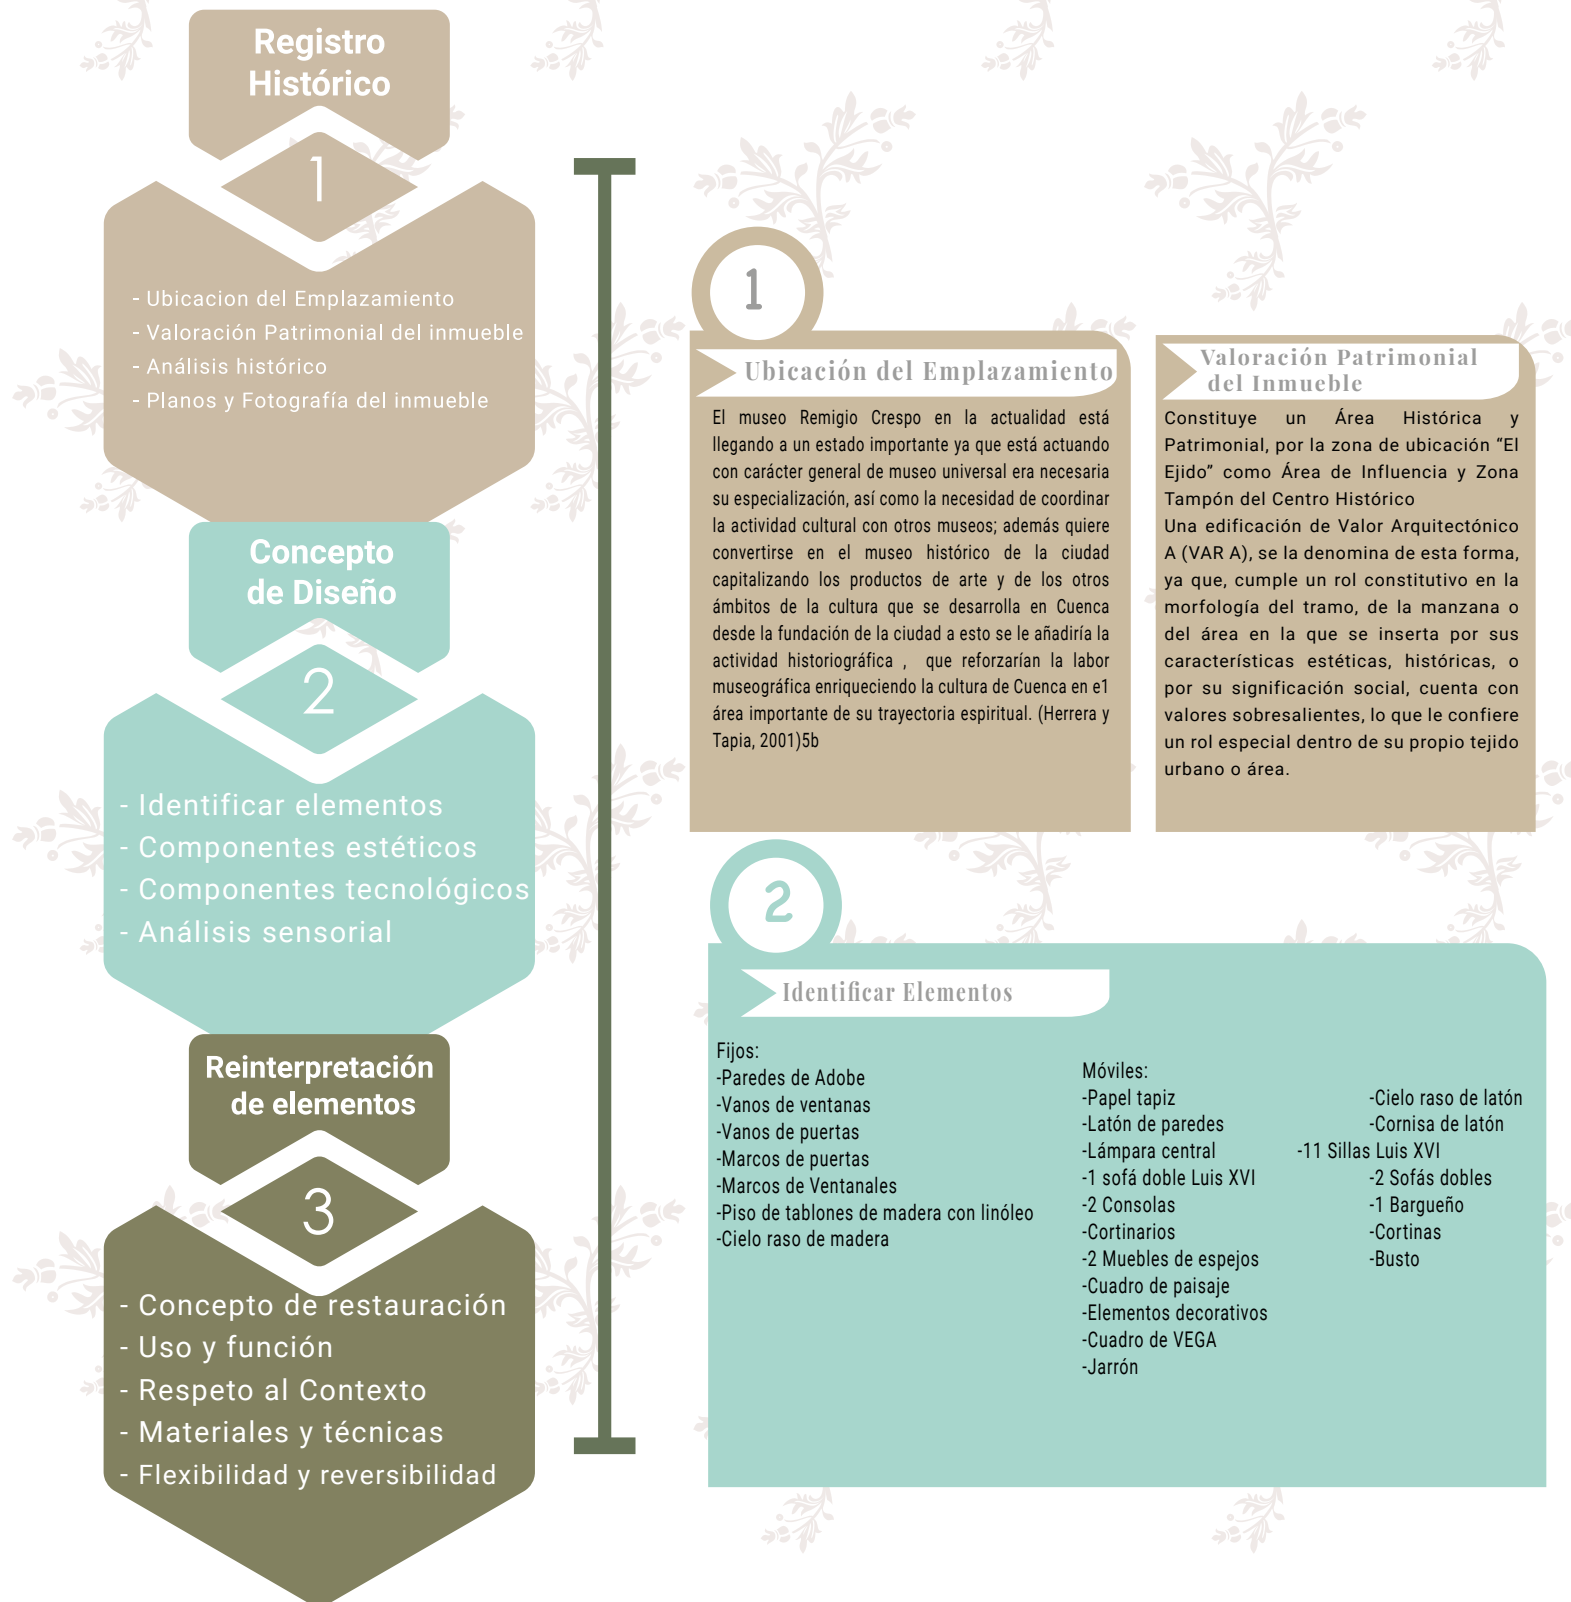 Registro
Histórico
1
- Ubicacion del Emplazamiento
- Valoración Patrimonial del inmueble
- Análisis histórico
- Planos y Fotografía del inmueble
Concepto
de Diseño
2
- Identificar elementos
- Componentes estéticos
- Componentes tecnológicos
- Análisis sensorial
Reinterpretación
de elementos
3
- Concepto de restauración
- Uso y función
- Respeto al Contexto
- Materiales y técnicas
- Flexibilidad y reversibilidad
1
Ubicación del Emplazamiento
El museo Remigio Crespo en la actualidad está
llegando a un estado importante ya que está actuando
con carácter general de museo universal era necesaria
su especialización, así como la necesidad de coordinar
la actividad cultural con otros museos; además quiere
convertirse en el museo histórico de la ciudad
capitalizando los productos de arte y de los otros
ámbitos de la cultura que se desarrolla en Cuenca
desde la fundación de la ciudad a esto se le añadiría la
actividad historiográfica , que reforzarían la labor
museográfica enriqueciendo la cultura de Cuenca en e1
área importante de su trayectoria espiritual. (Herrera y
Tapia, 2001)5b
Valoración Patrimonial
del Inmueble
Constituye un Área Histórica y
Patrimonial, por la zona de ubicación “El
Ejido” como Área de Influencia y Zona
Tampón del Centro Histórico
Una edificación de Valor Arquitectónico
A (VAR A), se la denomina de esta forma,
ya que, cumple un rol constitutivo en la
morfología del tramo, de la manzana o
del área en la que se inserta por sus
características estéticas, históricas, o
por su significación social, cuenta con
valores sobresalientes, lo que le confiere
un rol especial dentro de su propio tejido
urbano o área.
2
Identificar Elementos
Fijos:
-Paredes de Adobe
-Vanos de ventanas
-Vanos de puertas
-Marcos de puertas
-Marcos de Ventanales
-Piso de tablones de madera con linóleo
-Cielo raso de madera
Móviles:
-Papel tapiz
-Latón de paredes
-Lámpara central
-1 sofá doble Luis XVI
-2 Consolas
-Cortinarios
-2 Muebles de espejos
-Cuadro de paisaje
-Elementos decorativos
-Cuadro de VEGA
-Jarrón
-Cielo raso de latón
-Cornisa de latón
-11 Sillas Luis XVI
-2 Sofás dobles
-1 Bargueño
-Cortinas
-Busto